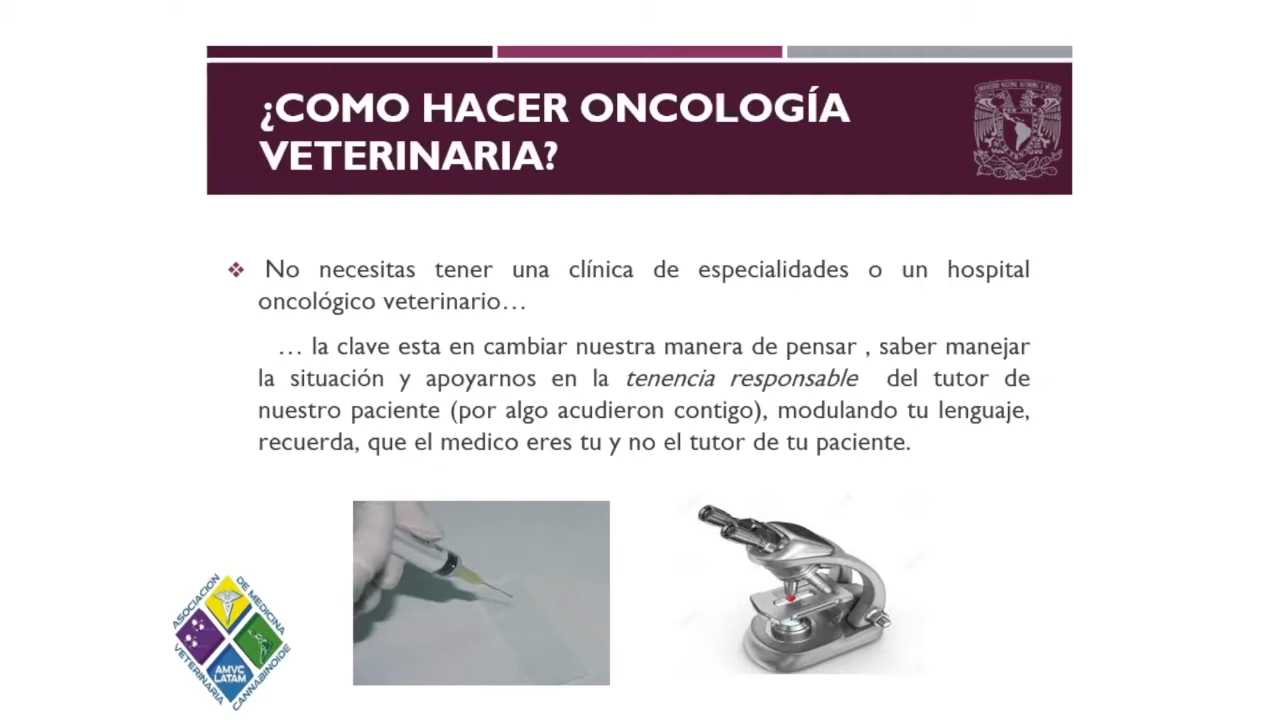 ¿COMO HACER ONCOLOGÍA
VETERINARIA?
No necesitas tener una clínica de especialidades o un hospital
oncológico veterinario…
… la clave esta en cambiar nuestra manera de pensar , saber manejar
la situación y apoyarnos en la tenencia responsable del tutor de
nuestro paciente (por algo acudieron contigo), modulando tu lenguaje,
recuerda, que el medico eres tu y no el tutor de tu paciente.
ASOCIACION
DE MEDICINA
VETERINARIA
CANNABINOIDE
AMVC
LATAM